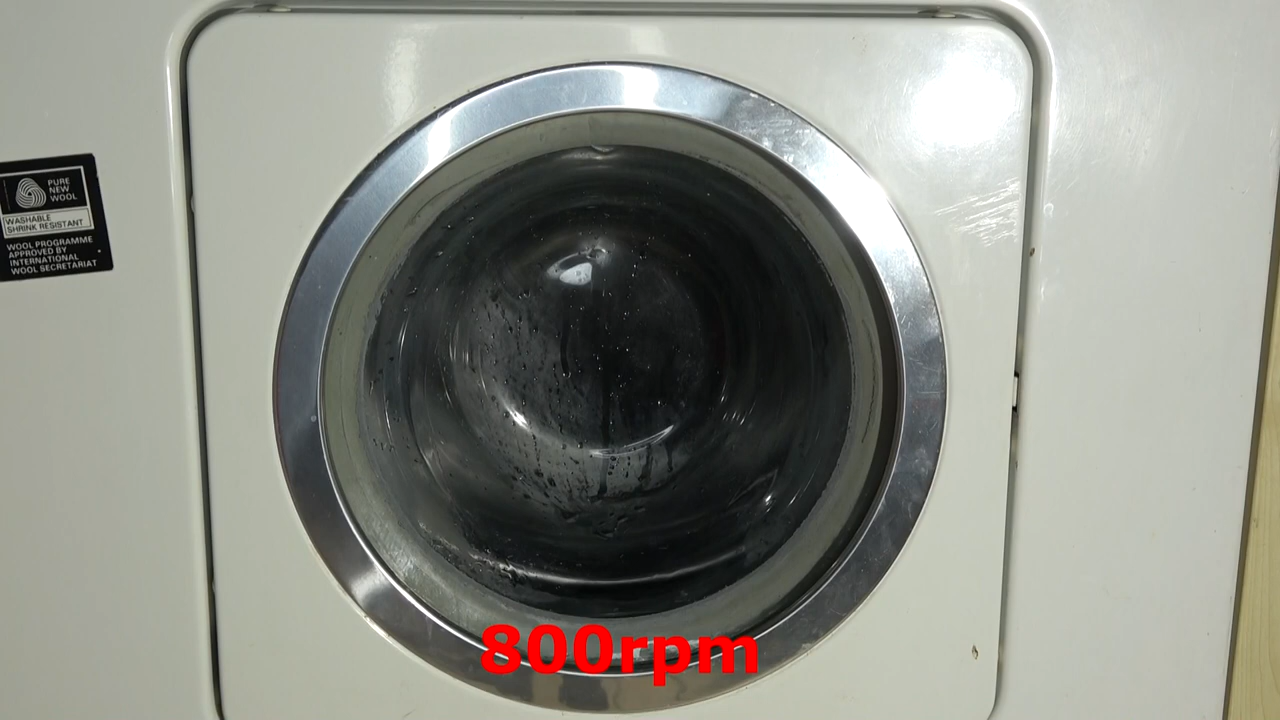 PURE
NEW
WOOL
WASHABLE
SHRINK RESISTANT
WOOL PROGRAMME
APPROVED BY
INTERNATIONAL
WOOL SECRETARIAT
800rpm